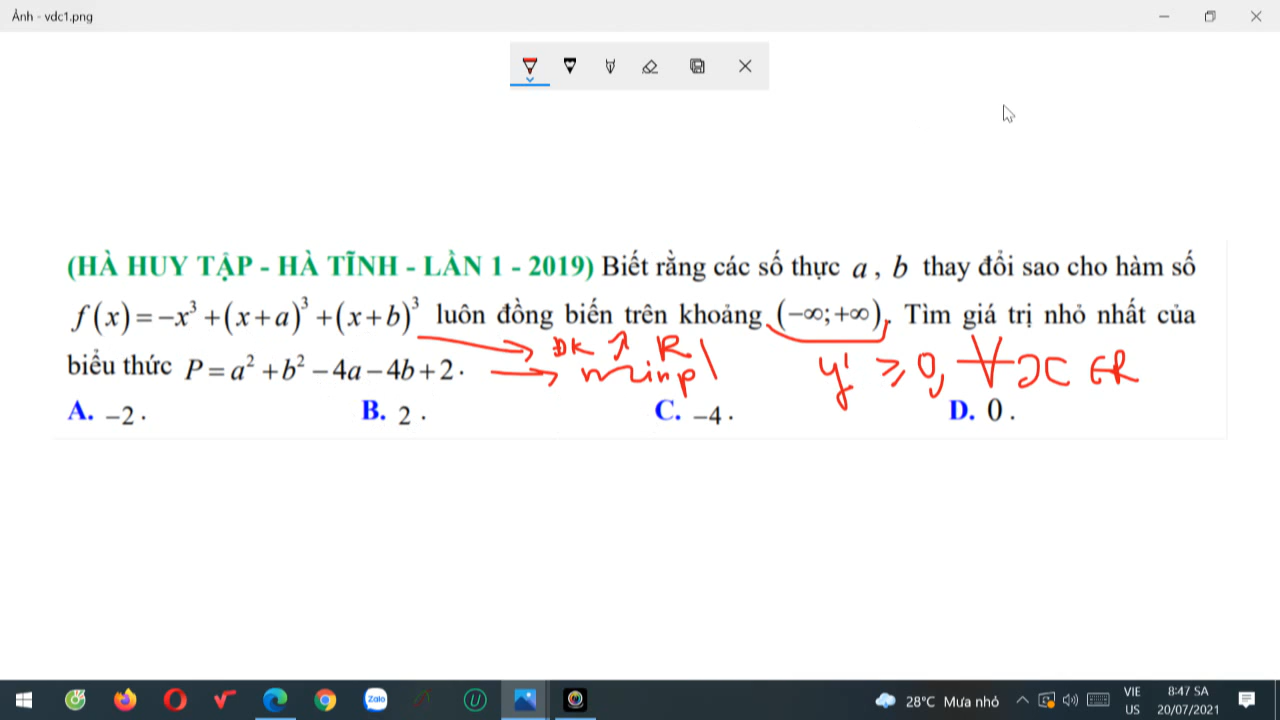 Ảnh - vdc1.png
(HÀ HUY TẬP - HÀ TĨNH - LẦN 1 - 2019) Biết rằng các số thực a , b thay đổi sao cho hàm số
f(x)=−x³+(x+a)³+(x+b)³ luôn đồng biến trên khoảng (−∞;+∞). Tìm giá trị nhỏ nhất của
ĐK ↗ R
biểu thức P=a²+b²−4a−4b+2.
min P
y' ≥ 0, ∀x ∈ R
A. −2 .
B. 2 .
C. −4 .
D. 0 .
Zalo
U
28°C Mưa nhỏ
VIE
US
8:47 SA
20/07/2021